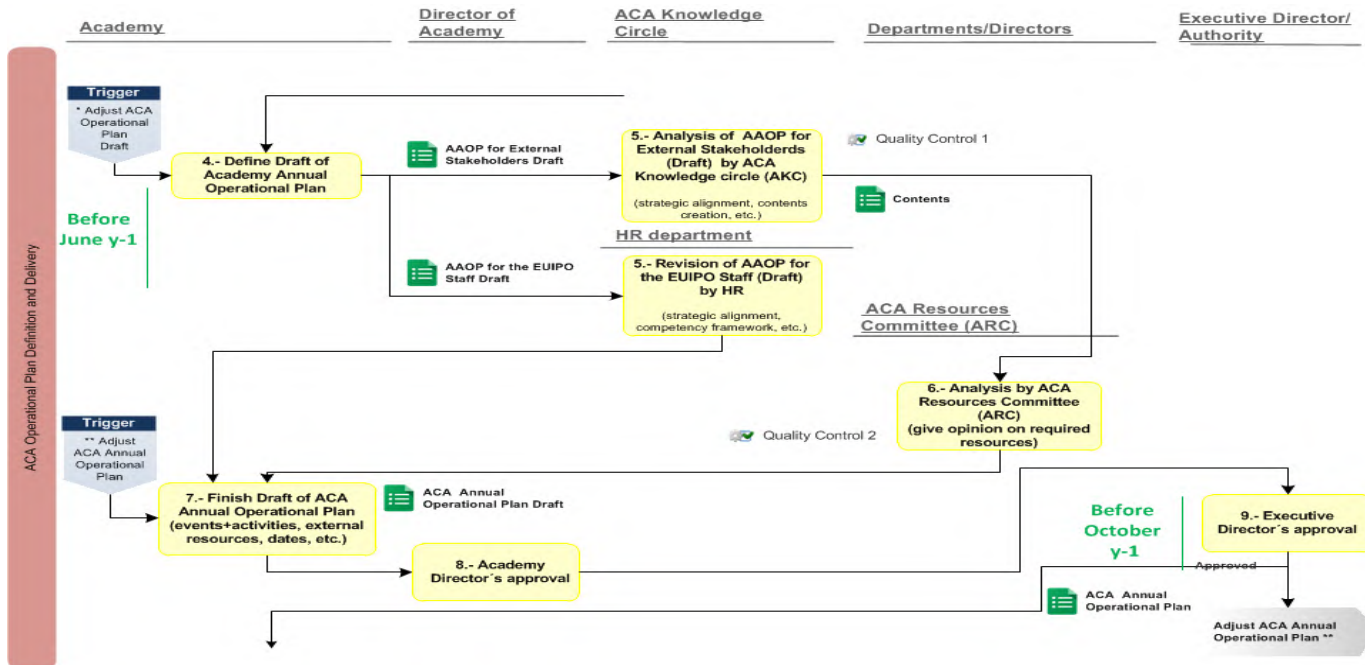 Academy
Director of
Academy
ACA Knowledge
Circle
Departments/Directors
Executive Director/
Authority
ACA Operational Plan Definition and Delivery
Trigger
* Adjust ACA
Operational
Plan
Draft
4.- Define Draft of
Academy Annual
Operational Plan
AAOP for External
Stakeholders Draft
5.- Analysis of AAOP for
External Stakeholderds
(Draft) by ACA
Knowledge circle (AKC)
(strategic alignment, contents
creation, etc.)
Quality Control 1
Contents
Before
June y-1
HR department
AAOP for the EUIPO
Staff Draft
5.- Revision of AAOP for
the EUIPO Staff (Draft)
by HR
(strategic alignment,
competency framework, etc.)
ACA Resources
Committee (ARC)
6.- Analysis by ACA
Resources Committee
(ARC)
(give opinion on required
resources)
Quality Control 2
Trigger
** Adjust
ACA Annual
Operational
Plan
7.- Finish Draft of ACA
Annual Operational Plan
(events+activities, external
resources, dates, etc.)
ACA Annual
Operational Plan Draft
8.- Academy
Director´s approval
Before
October
y-1
9.- Executive
Director´s approval
Approved
ACA Annual
Operational Plan
Adjust ACA Annual
Operational Plan **